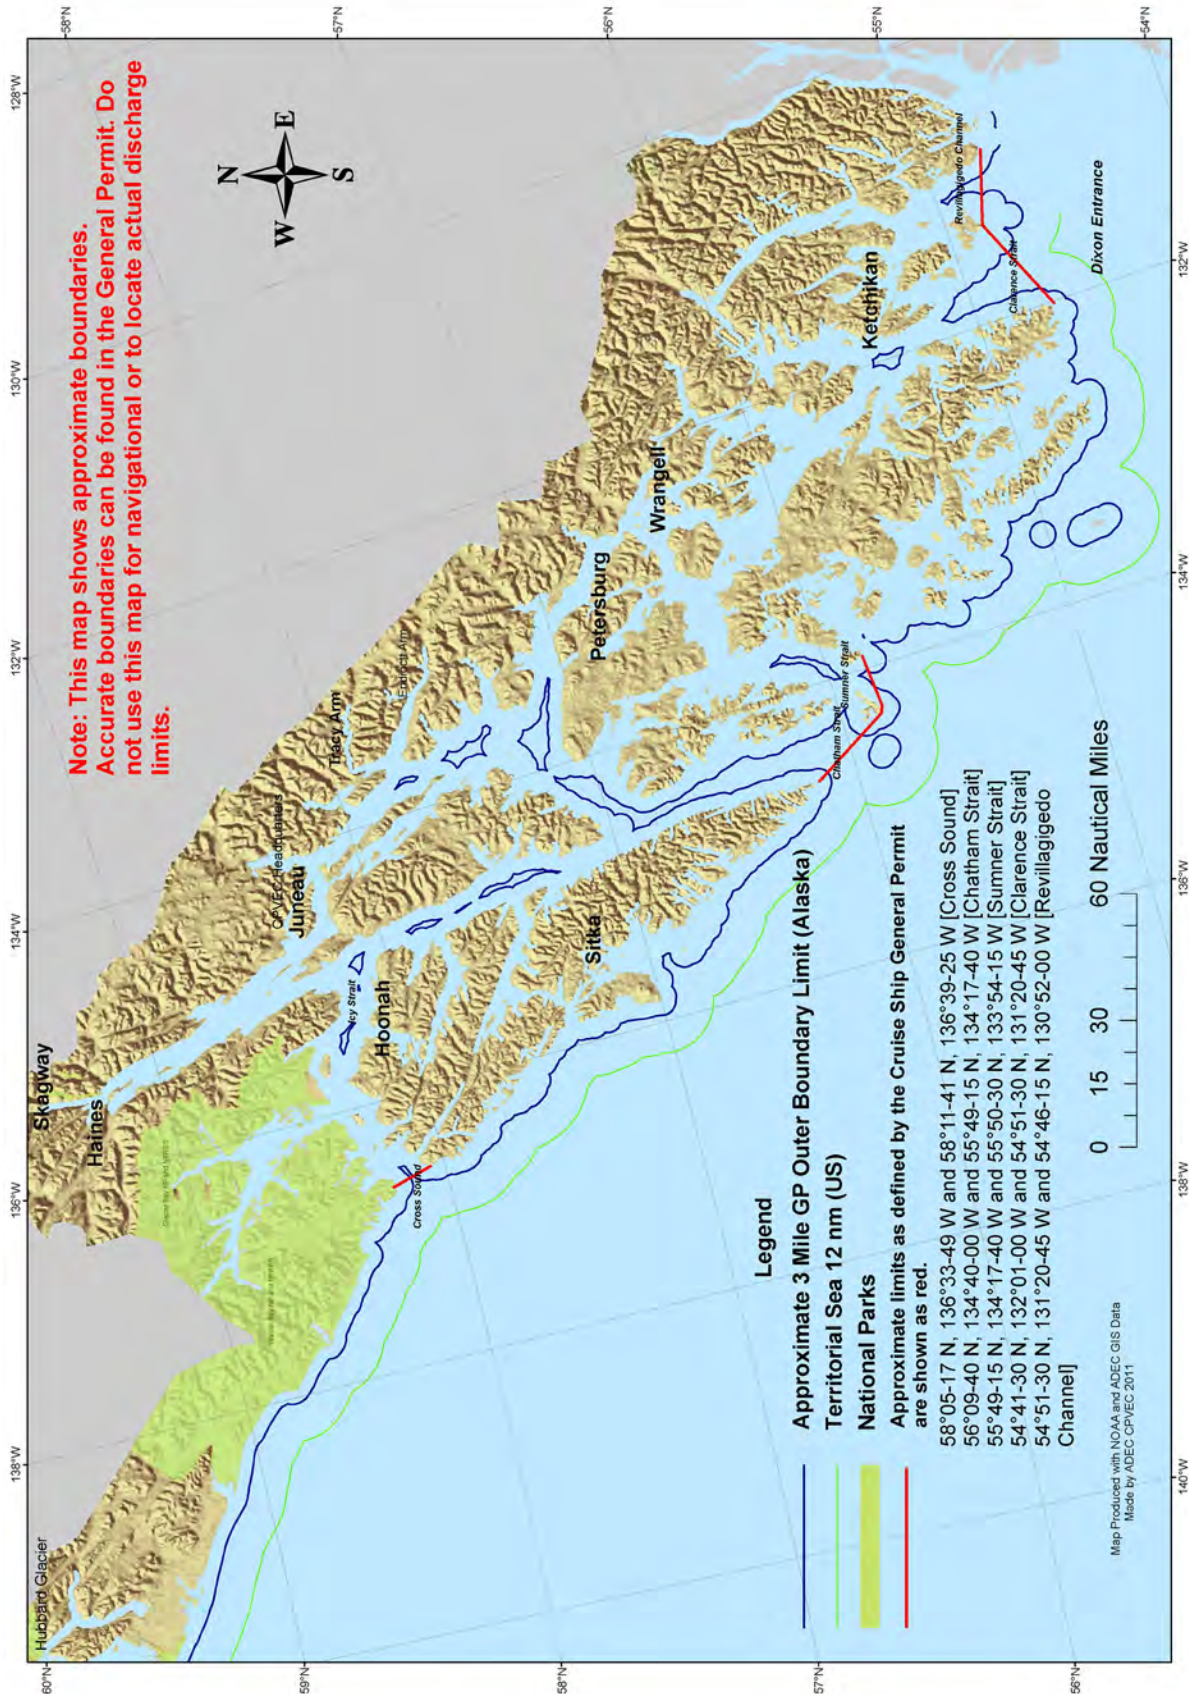 Note: This map shows approximate boundaries.
Accurate boundaries can be found in the General Permit. Do
not use this map for navigational or to locate actual discharge
limits.
N
W
E
S
138°W
136°W
134°W
132°W
130°W
128°W
60°N
59°N
58°N
57°N
56°N
140°W
138°W
136°W
134°W
132°W
58°N
57°N
56°N
55°N
54°N
Hubbard Glacier
Skagway
Haines
Juneau
CPVEC Headquarters
Tracy Arm
Endicott Arm
Icy Strait
Hoonah
Cross Sound
Sitka
Petersburg
Wrangell
Ketchikan
Chatham Strait
Sumner Strait
Clarence Strait
Revillagigedo Channel
Dixon Entrance
Legend
Approximate 3 Mile GP Outer Boundary Limit (Alaska)
Territorial Sea 12 nm (US)
National Parks
Approximate limits as defined by the Cruise Ship General Permit
are shown as red.
58°05-17 N, 136°33-49 W and 58°11-41 N, 136°39-25 W [Cross Sound]
56°09-40 N, 134°40-00 W and 55°49-15 N, 134°17-40 W [Chatham Strait]
55°49-15 N, 134°17-40 W and 55°50-30 N, 133°54-15 W [Sumner Strait]
54°41-30 N, 132°01-00 W and 54°51-30 N, 131°20-45 W [Clarence Strait]
54°51-30 N, 131°20-45 W and 54°46-15 N, 130°52-00 W [Revillagigedo
Channel]
0 15 30 60 Nautical Miles
Map Produced with NOAA and ADEC GIS Data
Made by ADEC CPVEC 2011